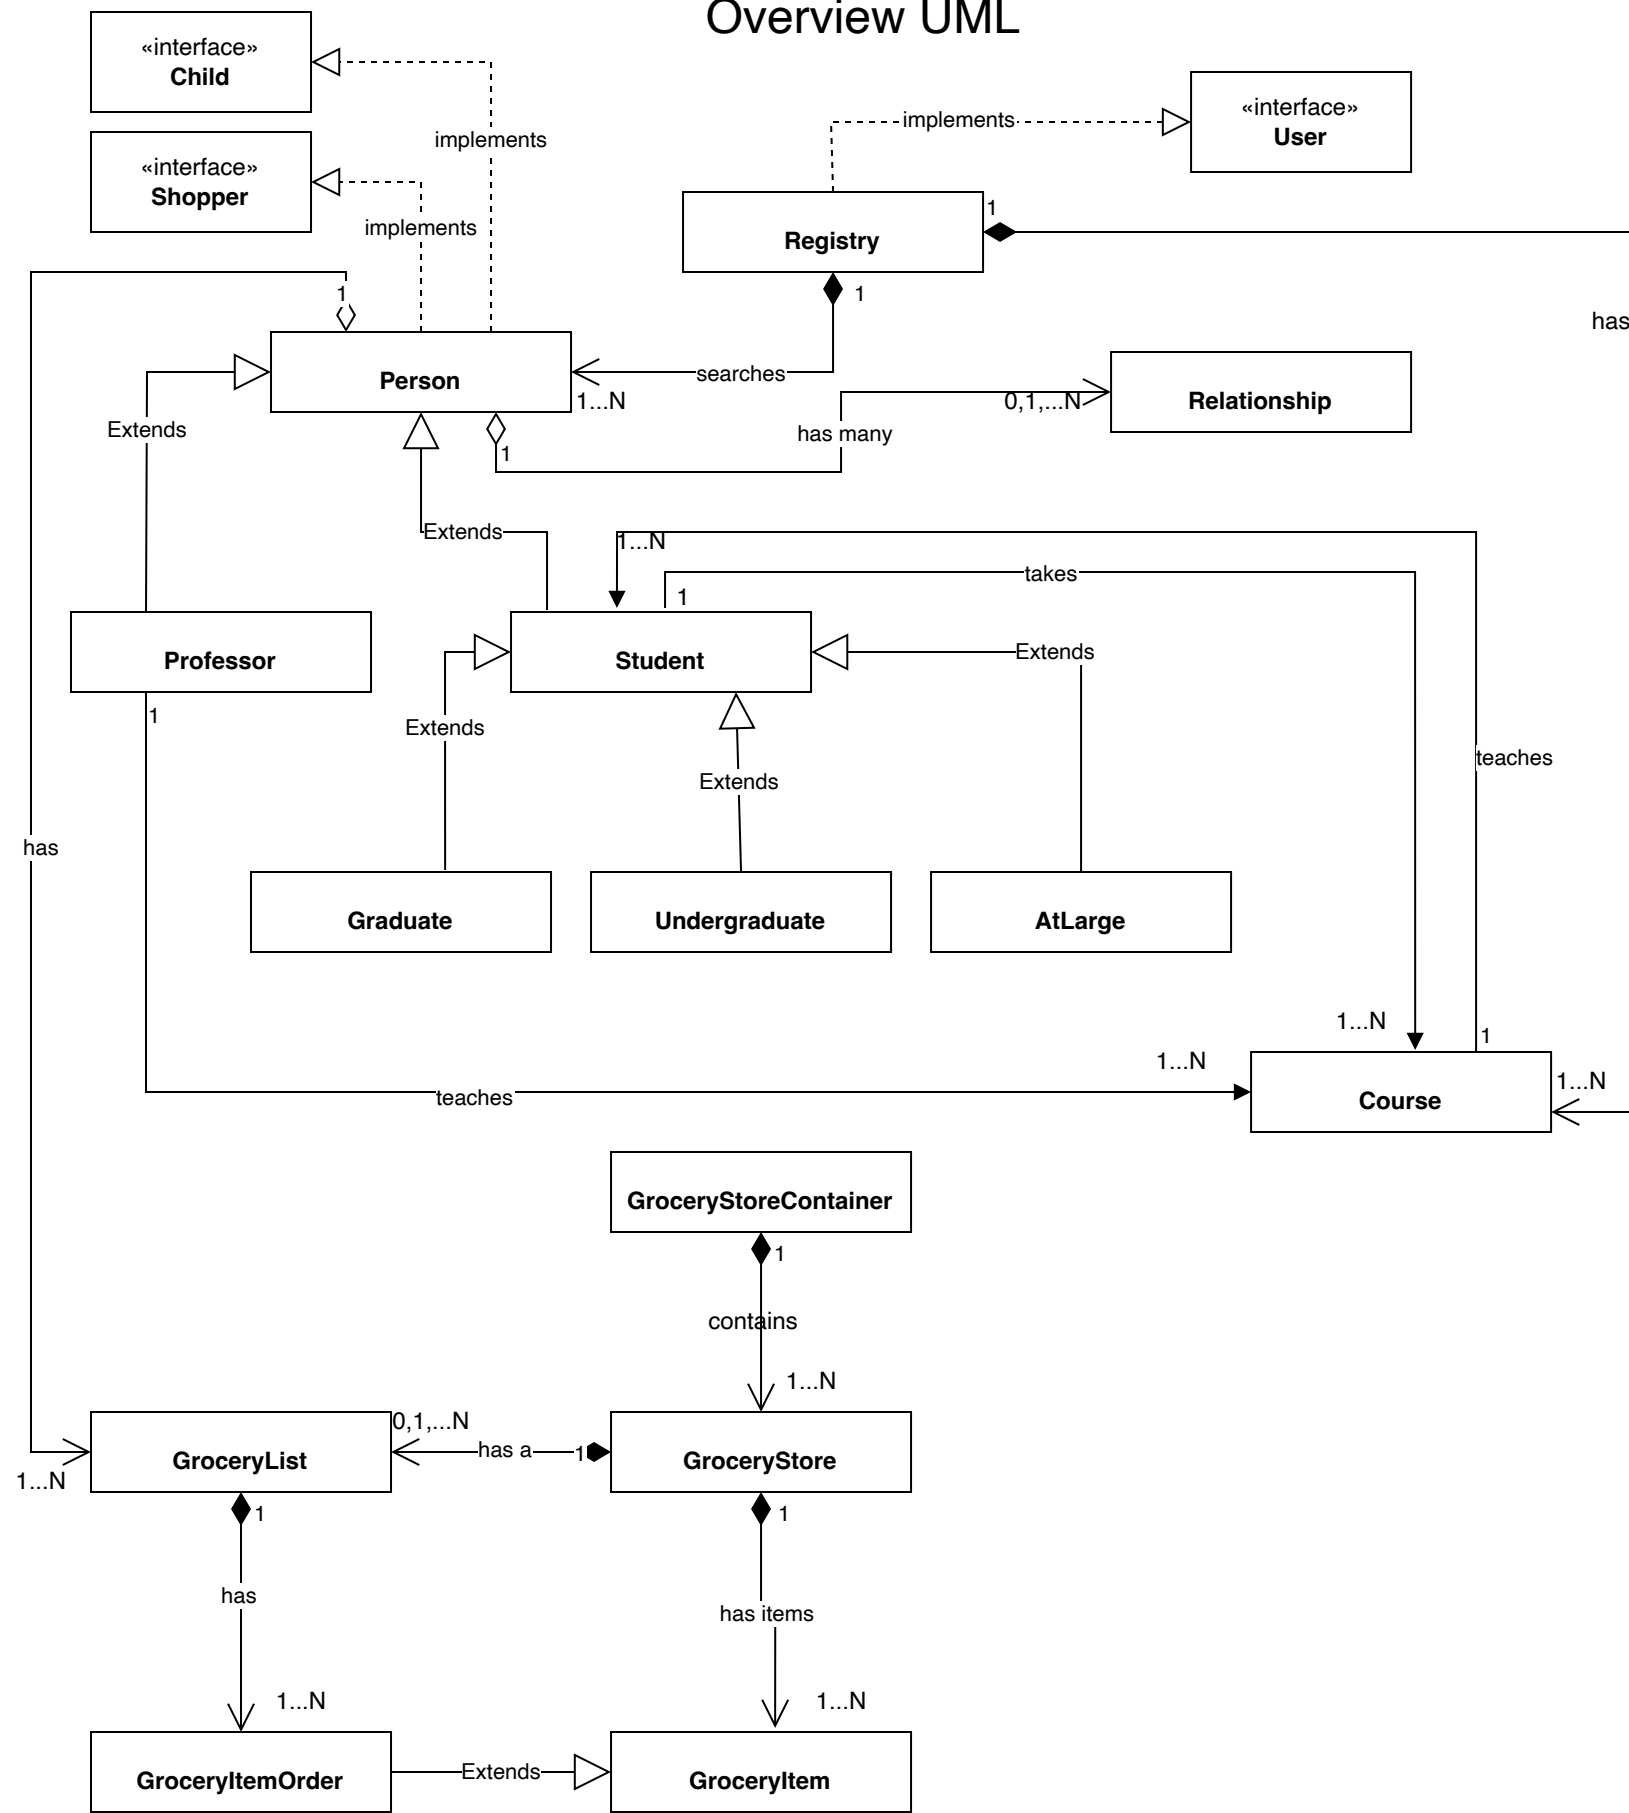 Overview UML
«interface»
Child
«interface»
Shopper
implements
implements
implements
«interface»
User
Registry
1
1
has
1
Person
searches
1...N
Extends
1
has many
0,1,...N
Relationship
Extends
1...N
takes
1
Professor
1
Student
Extends
Extends
Extends
teaches
has
Graduate
Undergraduate
AtLarge
1...N
1
1...N
teaches
Course
1...N
GroceryStoreContainer
1
contains
1...N
GroceryList
1...N
0,1,...N
has a
1
GroceryStore
1
1
has
has items
1...N
1...N
GroceryItemOrder
Extends
GroceryItem